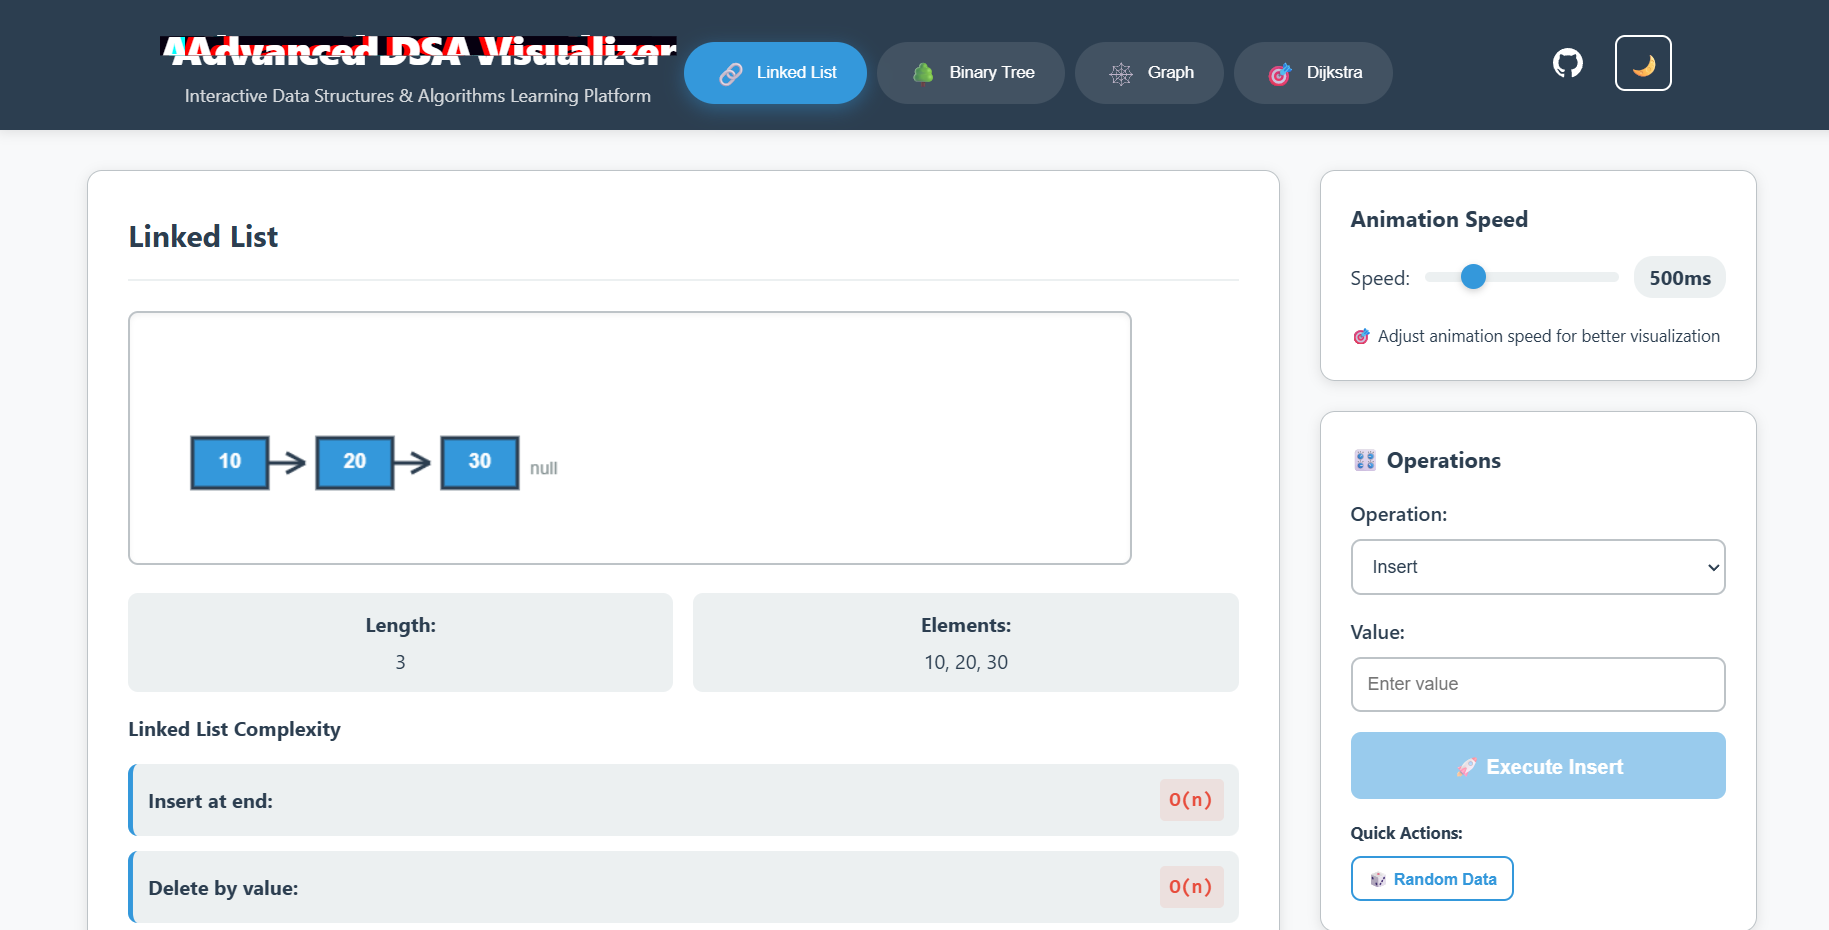 Advanced DSA Visualizer
Interactive Data Structures & Algorithms Learning Platform
Linked List
Binary Tree
Graph
Dijkstra
Linked List
10
20
30
null
Length:
3
Elements:
10, 20, 30
Linked List Complexity
Insert at end:
O(n)
Delete by value:
O(n)
Animation Speed
Speed:
500ms
Adjust animation speed for better visualization
Operations
Operation:
Insert
Value:
Enter value
Execute Insert
Quick Actions:
Random Data